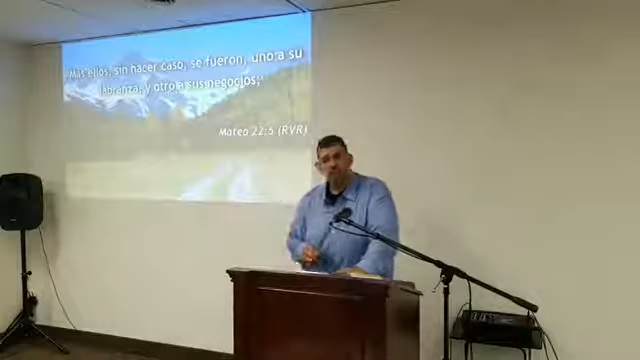 "Mas ellos, sin hacer caso, se fueron, uno a su
labranza, y otro a sus negocios;"
Mateo 22:5 (RVR)